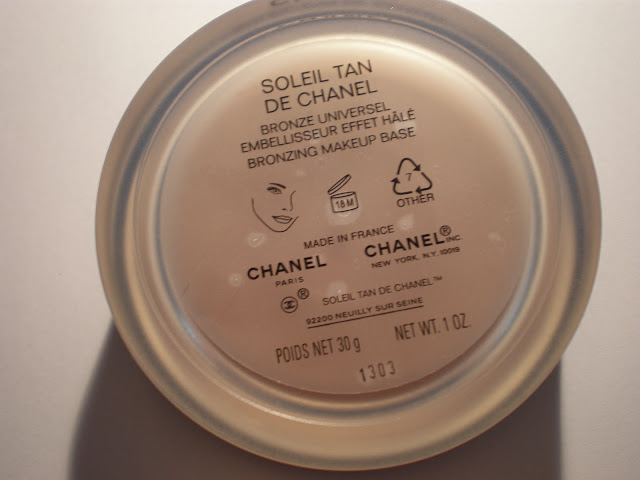 SOLEIL TAN
DE CHANEL
BRONZE UNIVERSEL
EMBELLISSEUR EFFET HÂLÉ
BRONZING MAKEUP BASE
18 M
7
OTHER
MADE IN FRANCE
CHANEL
PARIS
CHANEL® INC
NEW YORK, N.Y. 10019
®
SOLEIL TAN DE CHANEL™
92200 NEUILLY SUR SEINE
POIDS NET 30 g
NET WT. 1 OZ.
1303